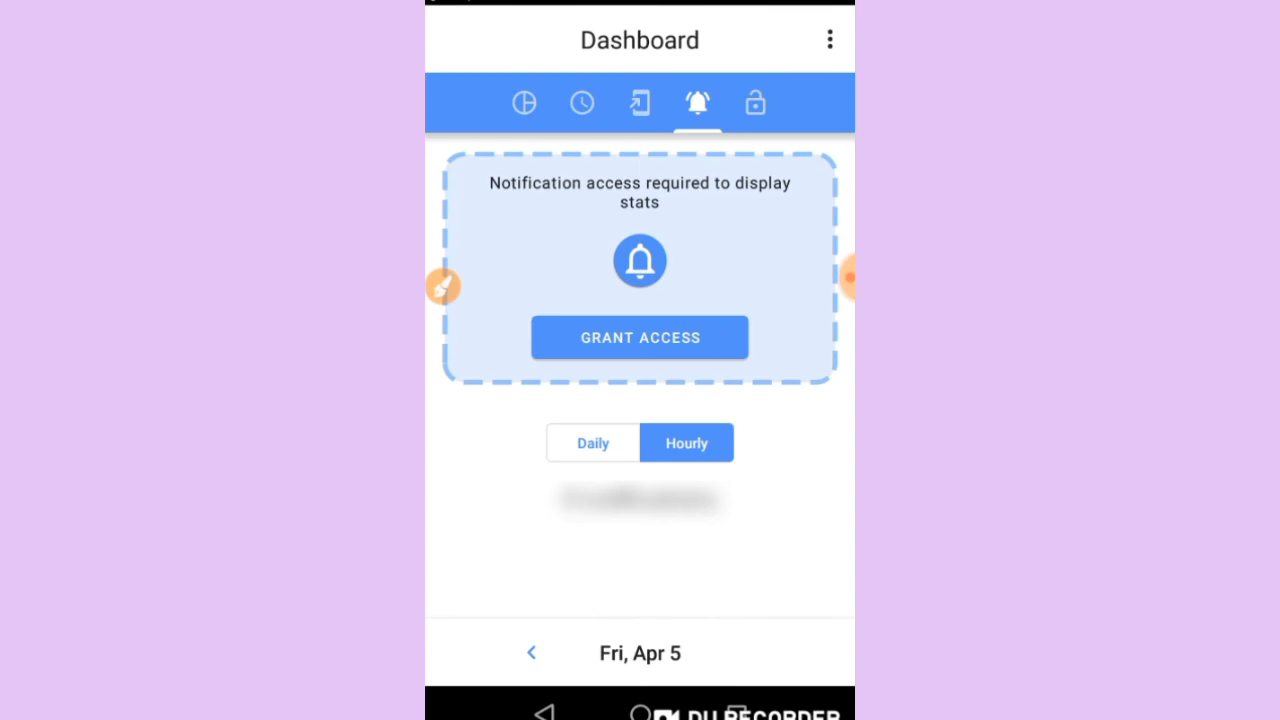 Dashboard
Notification access required to display
stats
GRANT ACCESS
Daily
Hourly
Fri, Apr 5
DU RECORDER